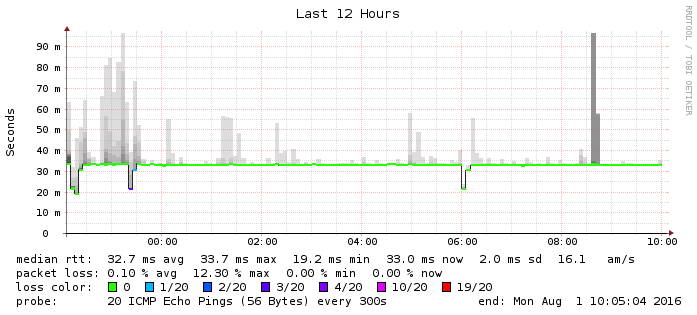 Last 12 Hours
RRDTOOL / TOBI OETIKER
Seconds
90 m
80 m
70 m
60 m
50 m
40 m
30 m
20 m
10 m
0
00:00 02:00 04:00 06:00 08:00 10:00
median rtt: 32.7 ms avg 33.7 ms max 19.2 ms min 33.0 ms now 2.0 ms sd 16.1 am/s
packet loss: 0.10 % avg 12.30 % max 0.00 % min 0.00 % now
loss color: 0 1/20 2/20 3/20 4/20 10/20 19/20
probe: 20 ICMP Echo Pings (56 Bytes) every 300s end: Mon Aug 1 10:05:04 2016